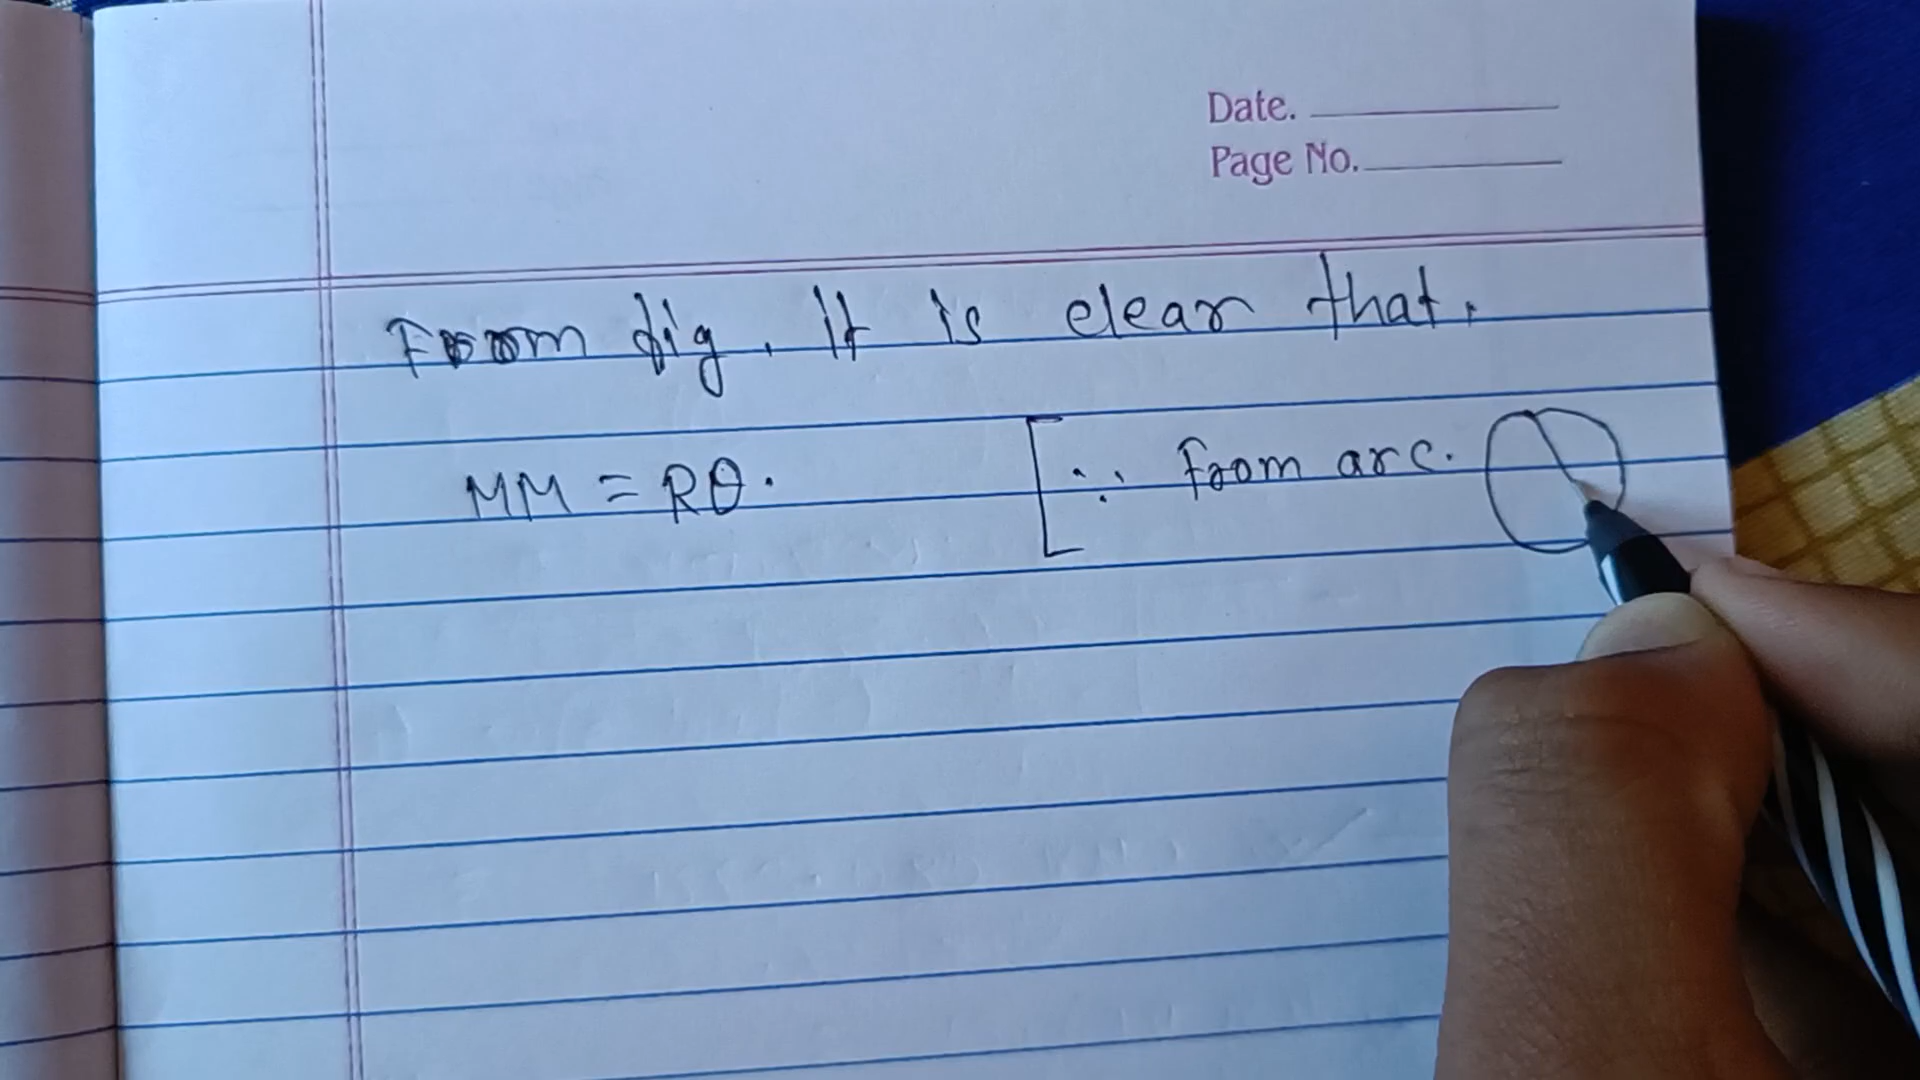 Date.
Page No.
From fig, It is clear that,
MM = Rθ.
[∵ from arc.